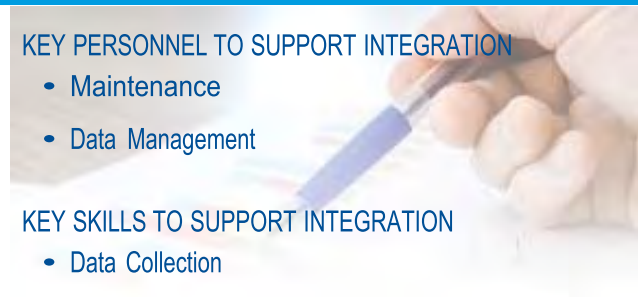 KEY PERSONNEL TO SUPPORT INTEGRATION
• Maintenance
• Data Management
KEY SKILLS TO SUPPORT INTEGRATION
• Data Collection